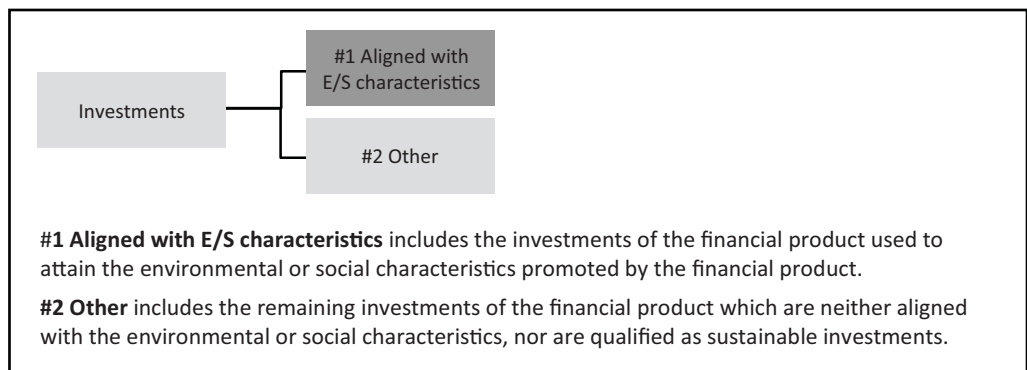 #1 Aligned with
E/S characteristics
Investments
#2 Other
#1 Aligned with E/S characteristics includes the investments of the financial product used to
attain the environmental or social characteristics promoted by the financial product.
#2 Other includes the remaining investments of the financial product which are neither aligned
with the environmental or social characteristics, nor are qualified as sustainable investments.